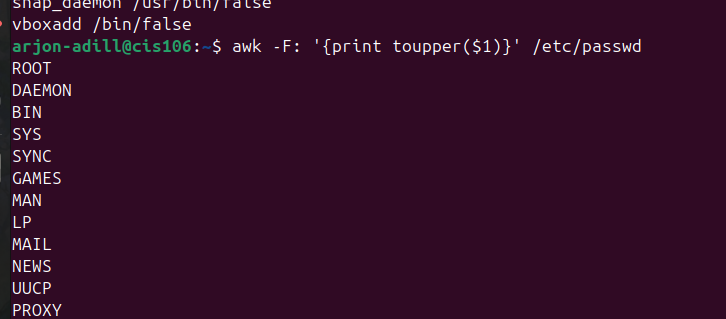 snap_daemon /usr/bin/false
vboxadd /bin/false
arjon-adill@cis106:~$ awk -F: '{print toupper($1)}' /etc/passwd
ROOT
DAEMON
BIN
SYS
SYNC
GAMES
MAN
LP
MAIL
NEWS
UUCP
PROXY